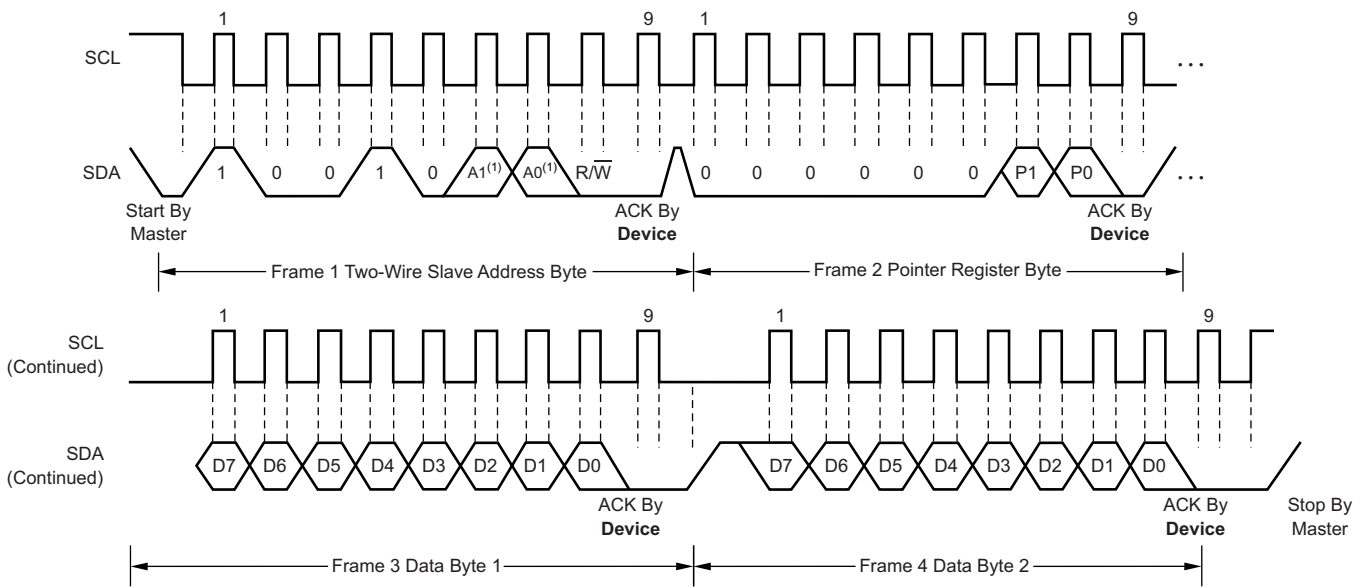 1 9 1 9
SCL
...
SDA 1 0 0 1 0 A1(1) A0(1) R/W̅ 0 0 0 0 0 0 P1 P0 ...
Start By Master
ACK By Device
ACK By Device
Frame 1 Two-Wire Slave Address Byte
Frame 2 Pointer Register Byte
1 9 1 9
SCL (Continued)
SDA (Continued)
D7 D6 D5 D4 D3 D2 D1 D0 D7 D6 D5 D4 D3 D2 D1 D0
ACK By Device
ACK By Device
Stop By Master
Frame 3 Data Byte 1
Frame 4 Data Byte 2